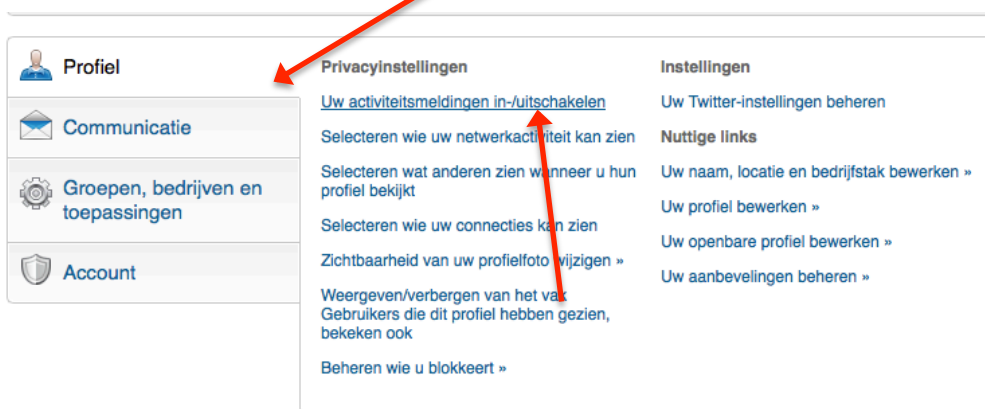 Profiel
Communicatie
Groepen, bedrijven en
toepassingen
Account
Privacyinstellingen
Uw activiteitsmeldingen in-/uitschakelen
Selecteren wie uw netwerkactiviteit kan zien
Selecteren wat anderen zien wanneer u hun
profiel bekijkt
Selecteren wie uw connecties kan zien
Zichtbaarheid van uw profielfoto wijzigen »
Weergeven/verbergen van het vak
Gebruikers die dit profiel hebben gezien,
bekeken ook
Beheren wie u blokkeert »
Instellingen
Uw Twitter-instellingen beheren
Nuttige links
Uw naam, locatie en bedrijfstak bewerken »
Uw profiel bewerken »
Uw openbare profiel bewerken »
Uw aanbevelingen beheren »